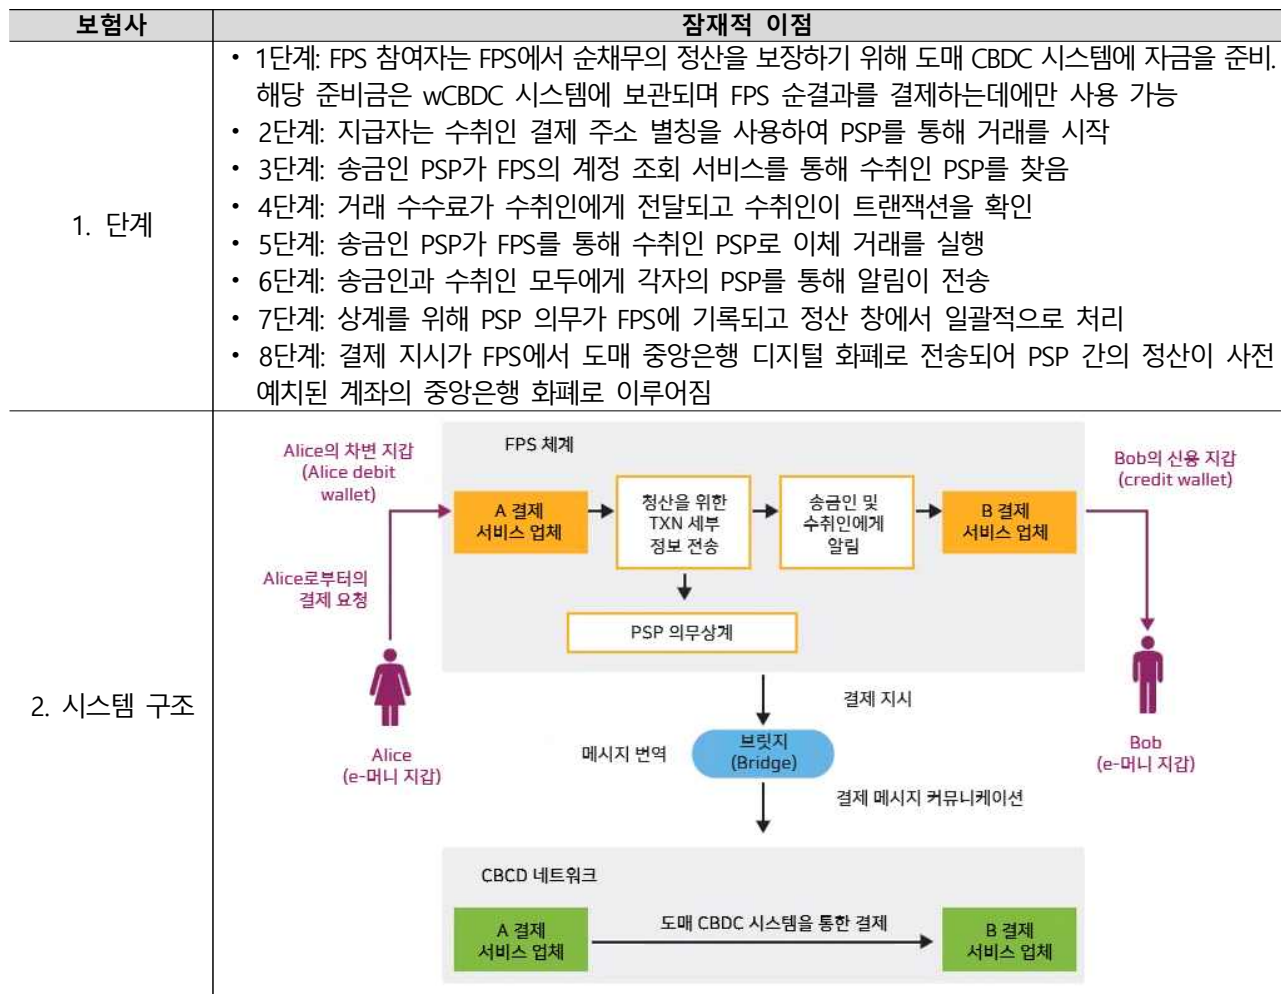 보험사
잠재적 이점
1. 단계
• 1단계: FPS 참여자는 FPS에서 순채무의 정산을 보장하기 위해 도매 CBDC 시스템에 자금을 준비.
해당 준비금은 wCBDC 시스템에 보관되며 FPS 순결과를 결제하는데에만 사용 가능
• 2단계: 지급자는 수취인 결제 주소 별칭을 사용하여 PSP를 통해 거래를 시작
• 3단계: 송금인 PSP가 FPS의 계정 조회 서비스를 통해 수취인 PSP를 찾음
• 4단계: 거래 수수료가 수취인에게 전달되고 수취인이 트랜잭션을 확인
• 5단계: 송금인 PSP가 FPS를 통해 수취인 PSP로 이체 거래를 실행
• 6단계: 송금인과 수취인 모두에게 각자의 PSP를 통해 알림이 전송
• 7단계: 상계를 위해 PSP 의무가 FPS에 기록되고 정산 창에서 일괄적으로 처리
• 8단계: 결제 지시가 FPS에서 도매 중앙은행 디지털 화폐로 전송되어 PSP 간의 정산이 사전
예치된 계좌의 중앙은행 화폐로 이루어짐
2. 시스템 구조
Alice의 차변 지갑
(Alice debit
wallet)
FPS 체계
Bob의 신용 지갑
(credit wallet)
A 결제
서비스 업체
청산을 위한
TXN 세부
정보 전송
송금인 및
수취인에게
알림
B 결제
서비스 업체
Alice로부터의
결제 요청
PSP 의무상계
결제 지시
Alice
(e-머니 지갑)
메시지 번역
브릿지
(Bridge)
Bob
(e-머니 지갑)
결제 메시지 커뮤니케이션
CBCD 네트워크
A 결제
서비스 업체
도매 CBDC 시스템을 통한 결제
B 결제
서비스 업체